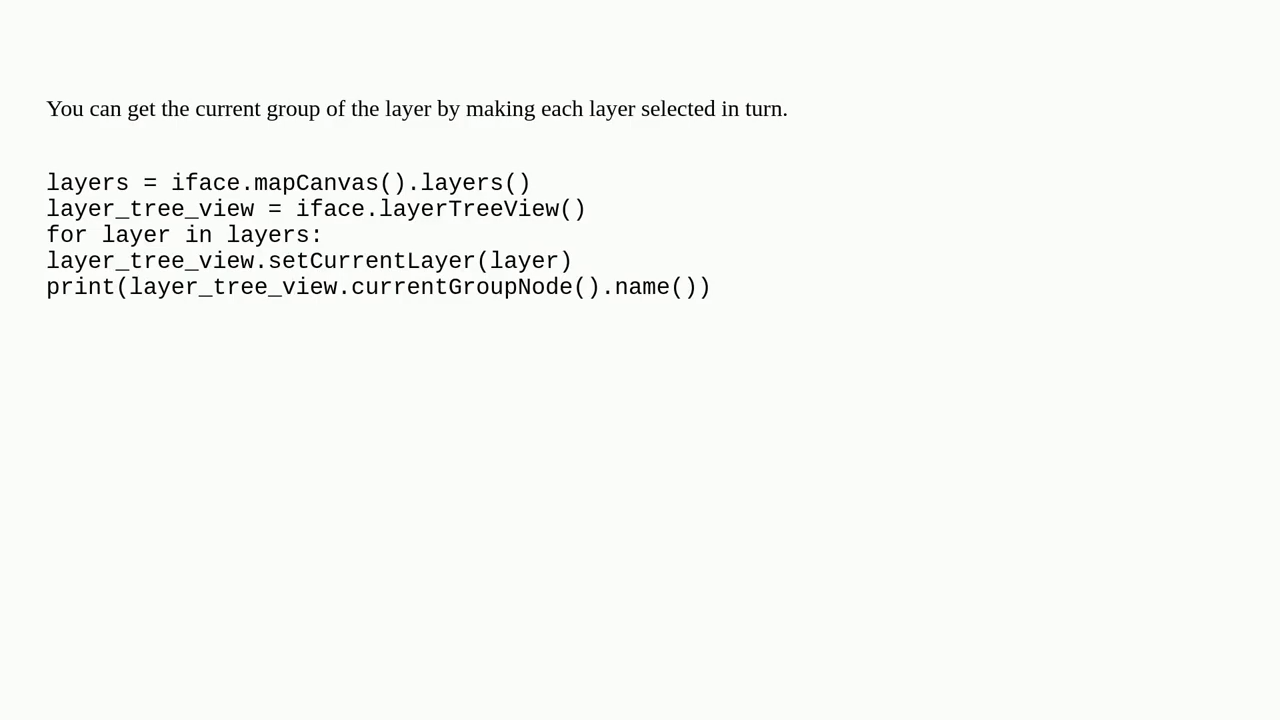 You can get the current group of the layer by making each layer selected in turn.
layers = iface.mapCanvas().layers()
layer_tree_view = iface.layerTreeView()
for layer in layers:
layer_tree_view.setCurrentLayer(layer)
print(layer_tree_view.currentGroupNode().name())